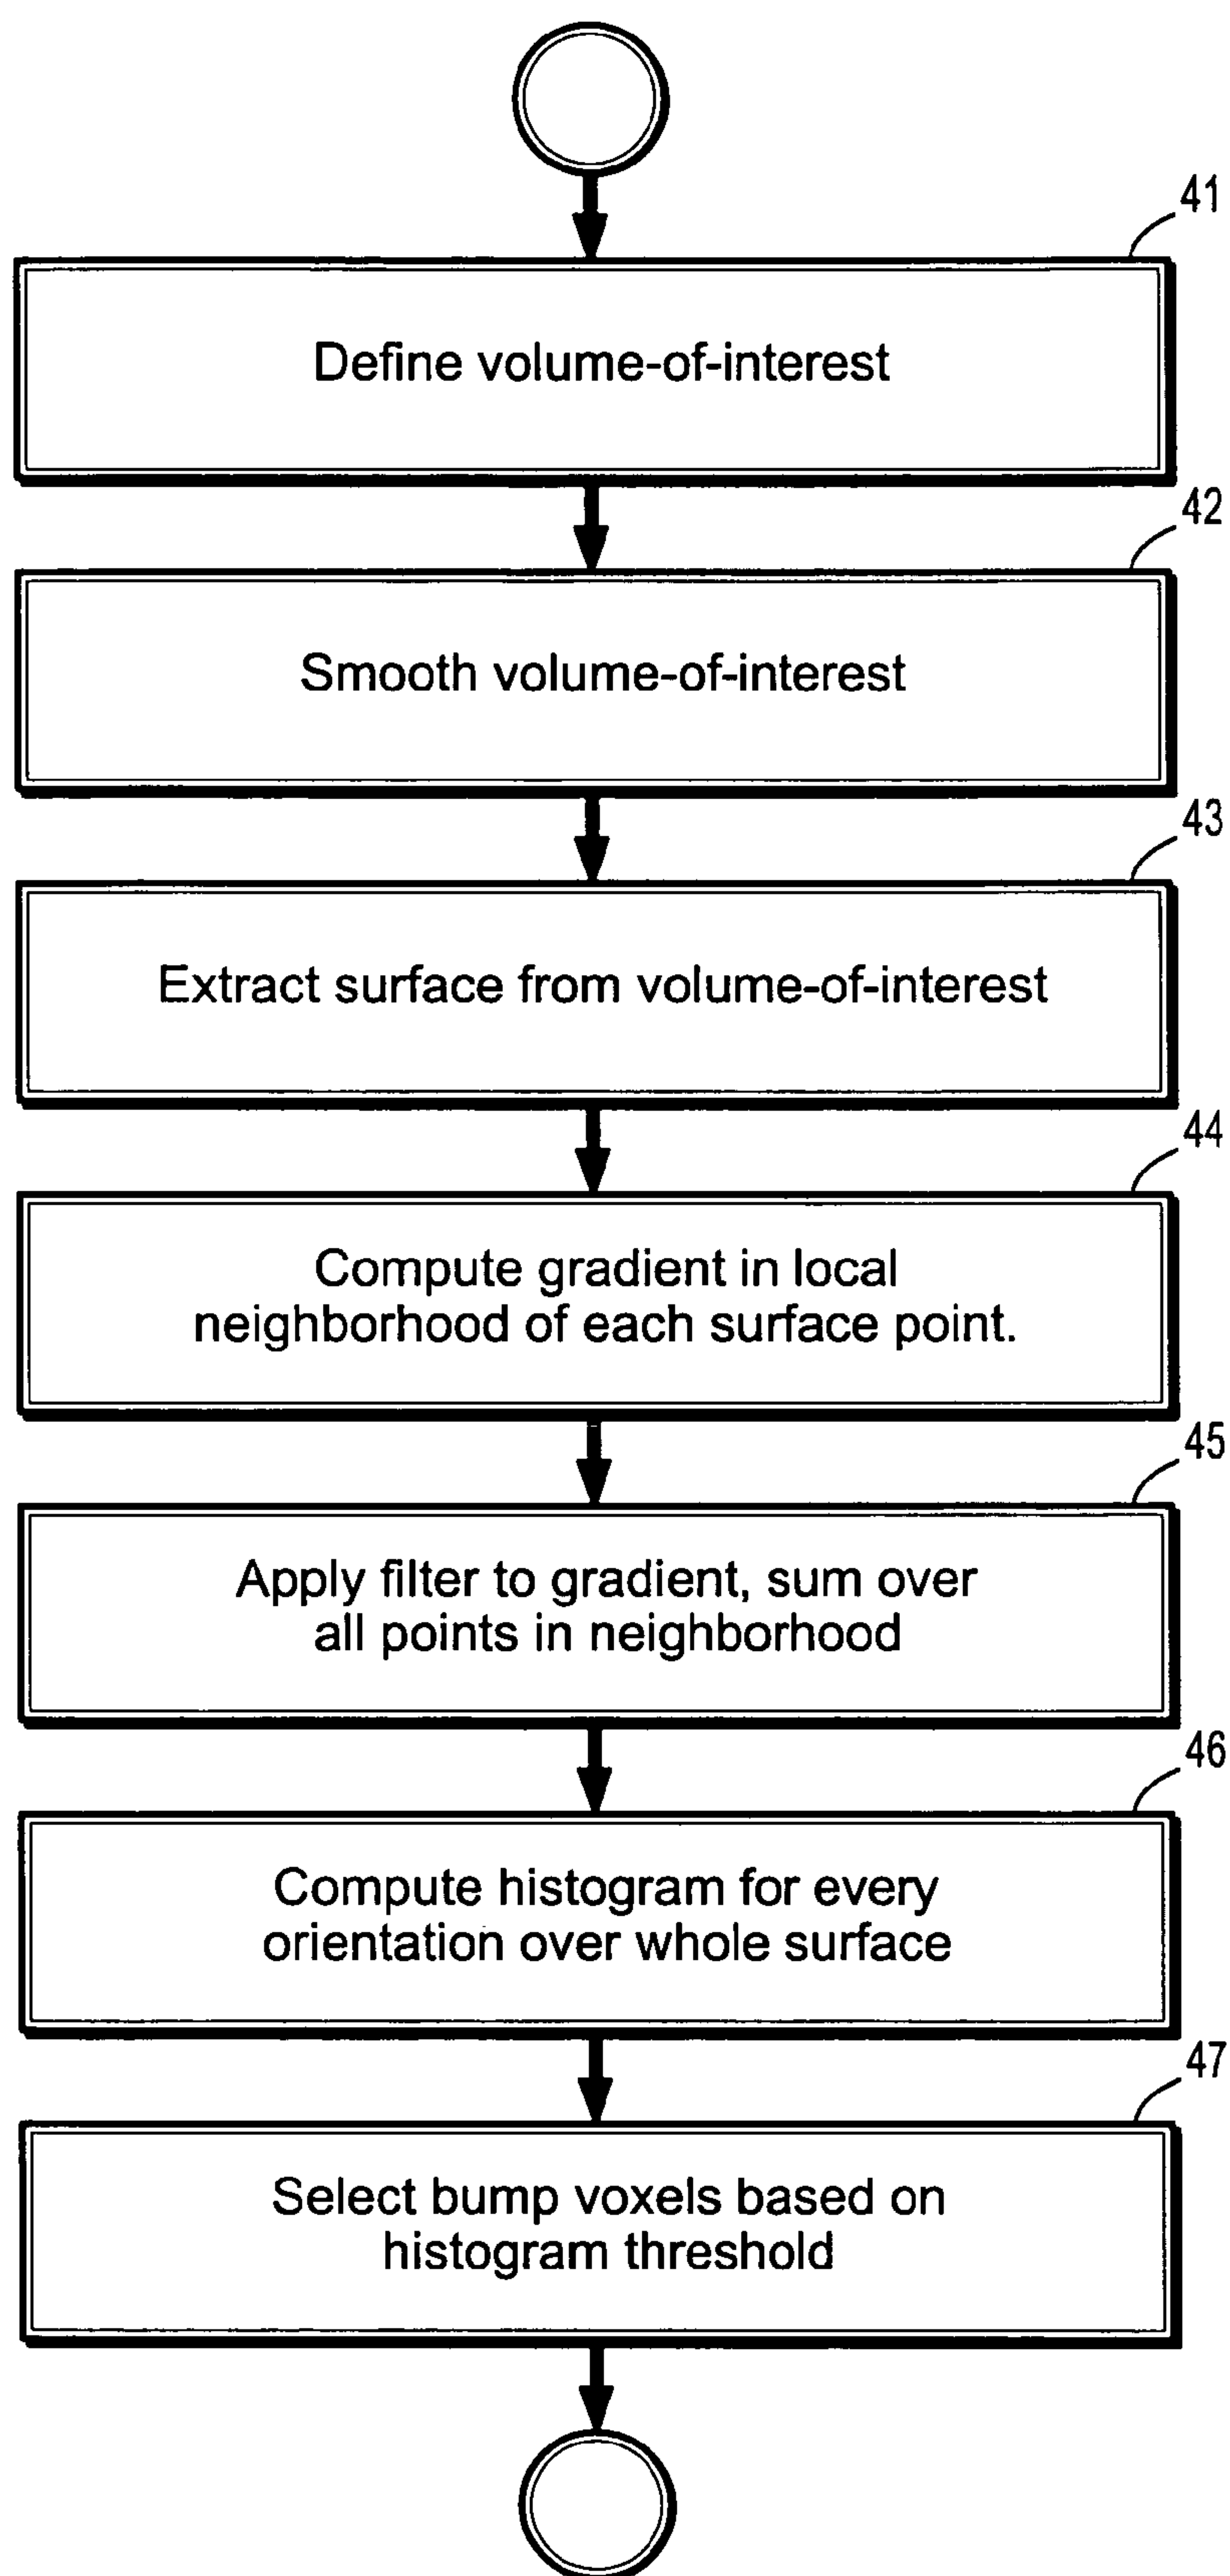 41
Define volume-of-interest
42
Smooth volume-of-interest
43
Extract surface from volume-of-interest
44
Compute gradient in local
neighborhood of each surface point.
45
Apply filter to gradient, sum over
all points in neighborhood
46
Compute histogram for every
orientation over whole surface
47
Select bump voxels based on
histogram threshold